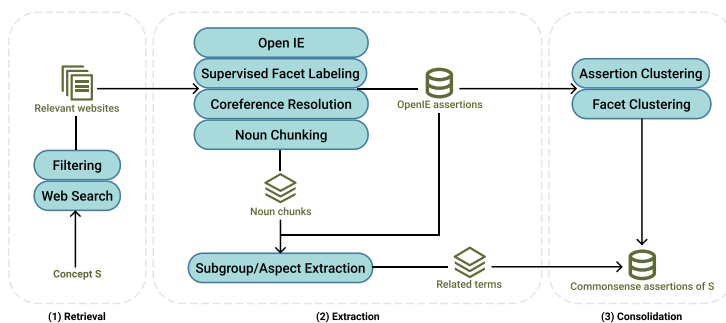 Open IE
Supervised Facet Labeling
Coreference Resolution
Noun Chunking
Relevant websites
OpenIE assertions
Assertion Clustering
Facet Clustering
Filtering
Web Search
Noun chunks
Concept S
Subgroup/Aspect Extraction
Related terms
Commonsense assertions of S
(1) Retrieval
(2) Extraction
(3) Consolidation